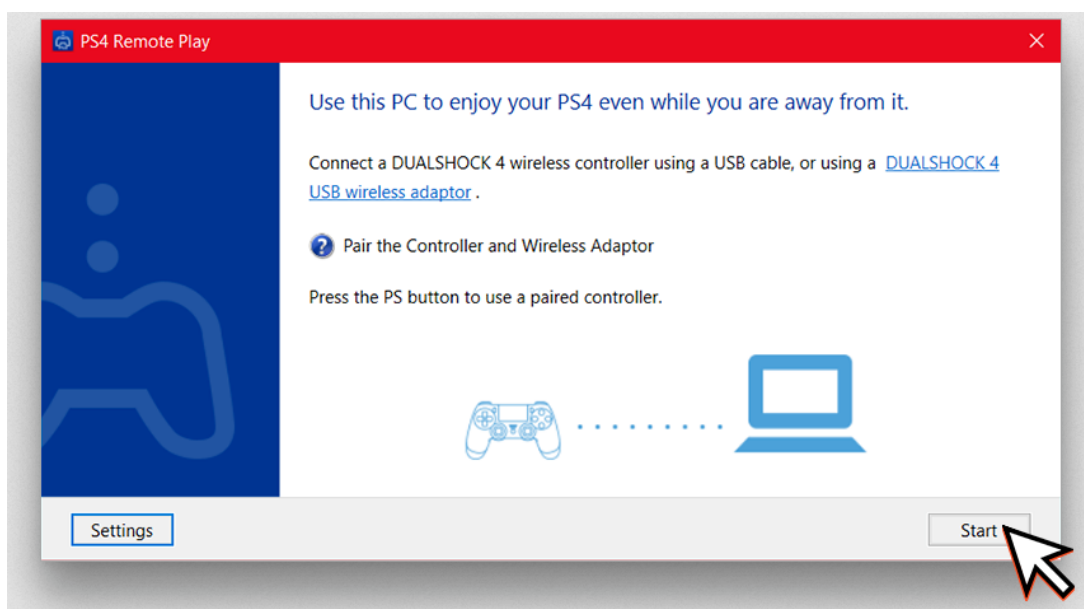 PS4 Remote Play
Use this PC to enjoy your PS4 even while you are away from it.
Connect a DUALSHOCK 4 wireless controller using a USB cable, or using a DUALSHOCK 4
USB wireless adaptor .
Pair the Controller and Wireless Adaptor
Press the PS button to use a paired controller.
Settings
Start